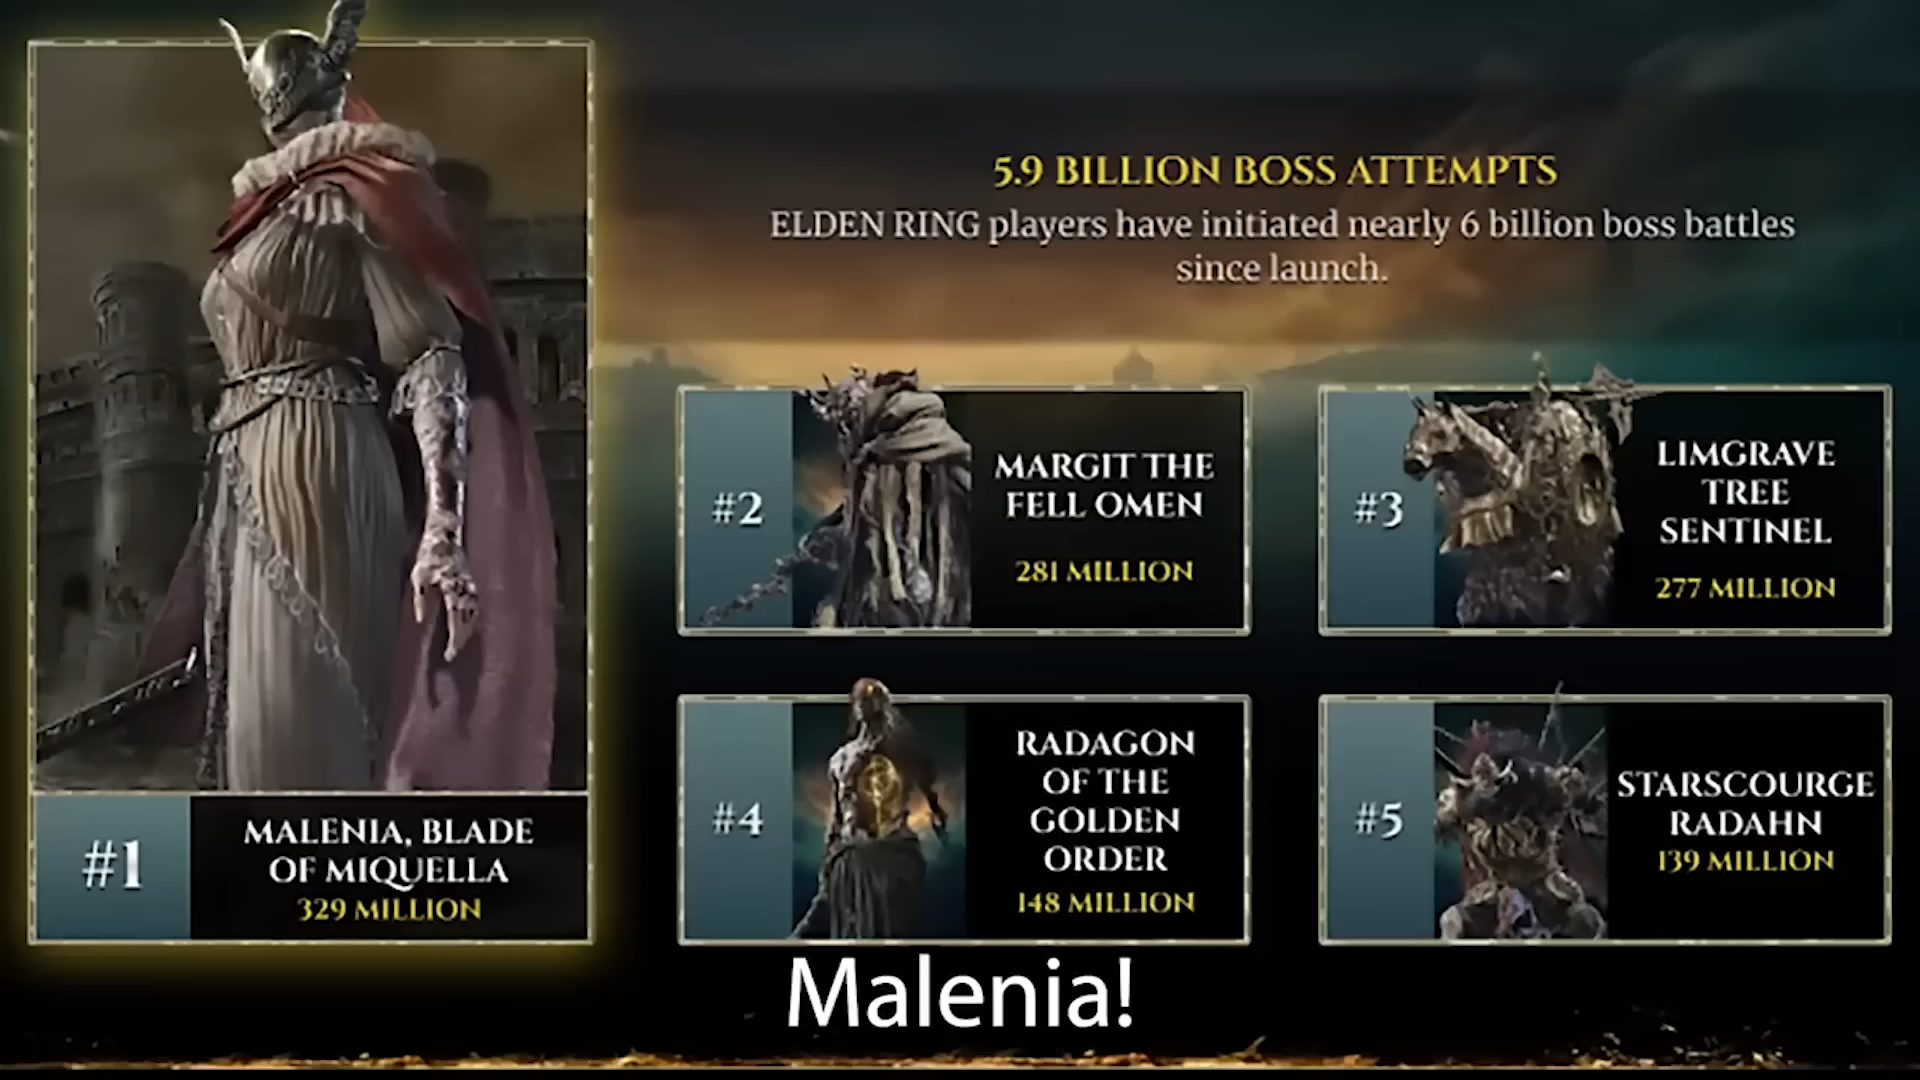 5.9 BILLION BOSS ATTEMPTS
ELDEN RING players have initiated nearly 6 billion boss battles
since launch.
#1
MALENIA, BLADE
OF MIQUELLA
329 MILLION
#2
MARGIT THE
FELL OMEN
281 MILLION
#3
LIMGRAVE
TREE
SENTINEL
277 MILLION
#4
RADAGON
OF THE
GOLDEN
ORDER
148 MILLION
#5
STARSCOURGE
RADAHN
139 MILLION
Malenia!